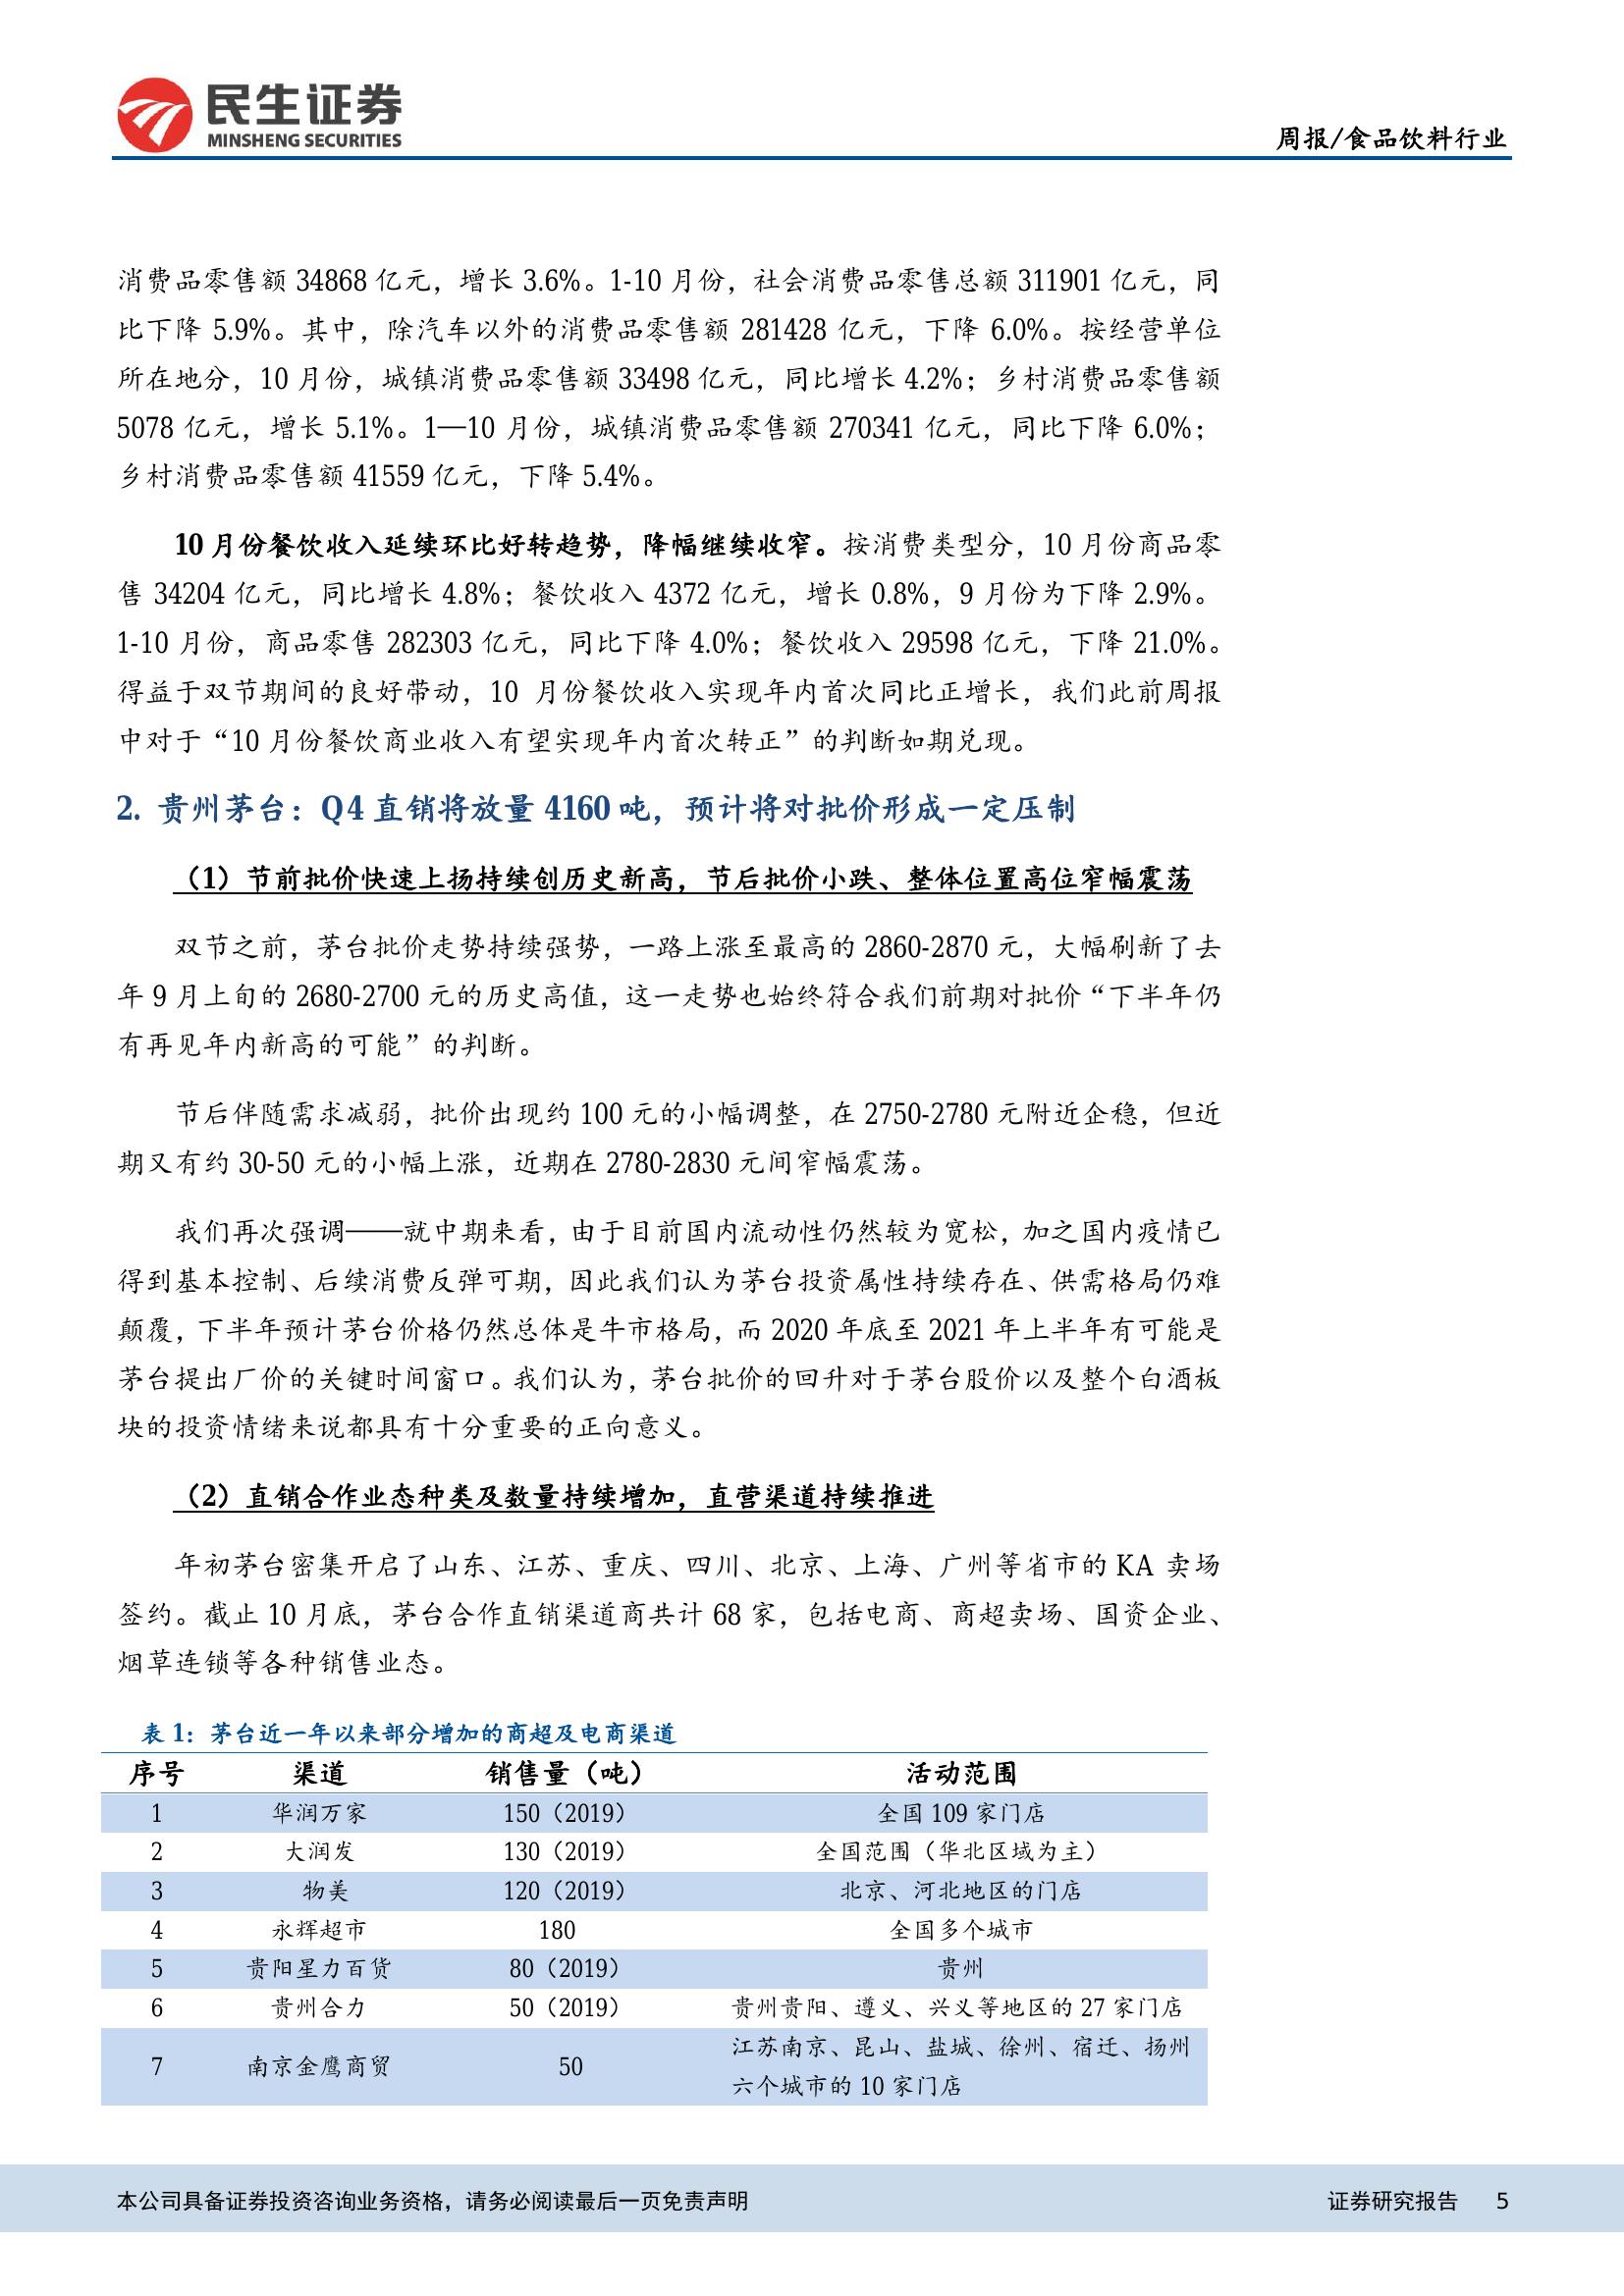 民生证券
MINSHENG SECURITIES
周报/食品饮料行业
消费品零售额 34868 亿元，增长 3.6%。1-10 月份，社会消费品零售总额 311901 亿元，同
比下降 5.9%。其中，除汽车以外的消费品零售额 281428 亿元，下降 6.0%。按经营单位
所在地分，10 月份，城镇消费品零售额 33498 亿元，同比增长 4.2%；乡村消费品零售额
5078 亿元，增长 5.1%。1—10 月份，城镇消费品零售额 270341 亿元，同比下降 6.0%；
乡村消费品零售额 41559 亿元，下降 5.4%。
10 月份餐饮收入延续环比好转趋势，降幅继续收窄。按消费类型分，10 月份商品零
售 34204 亿元，同比增长 4.8%；餐饮收入 4372 亿元，增长 0.8%，9 月份为下降 2.9%。
1-10 月份，商品零售 282303 亿元，同比下降 4.0%；餐饮收入 29598 亿元，下降 21.0%。
得益于双节期间的良好带动，10 月份餐饮收入实现年内首次同比正增长，我们此前周报
中对于“10 月份餐饮商业收入有望实现年内首次转正”的判断如期兑现。
2. 贵州茅台：Q4 直销将放量 4160 吨，预计将对批价形成一定压制
（1）节前批价快速上扬持续创历史新高，节后批价小跌、整体位置高位窄幅震荡
双节之前，茅台批价走势持续强势，一路上涨至最高的 2860-2870 元，大幅刷新了去
年 9 月上旬的 2680-2700 元的历史高值，这一走势也始终符合我们前期对批价“下半年仍
有再见年内新高的可能”的判断。
节后伴随需求减弱，批价出现约 100 元的小幅调整，在 2750-2780 元附近企稳，但近
期又有约 30-50 元的小幅上涨，近期在 2780-2830 元间窄幅震荡。
我们再次强调——就中期来看，由于目前国内流动性仍然较为宽松，加之国内疫情已
得到基本控制、后续消费反弹可期，因此我们认为茅台投资属性持续存在、供需格局仍难
颠覆，下半年预计茅台价格仍然总体是牛市格局，而 2020 年底至 2021 年上半年有可能是
茅台提出厂价的关键时间窗口。我们认为，茅台批价的回升对于茅台股价以及整个白酒板
块的投资情绪来说都具有十分重要的正向意义。
（2）直销合作业态种类及数量持续增加，直营渠道持续推进
年初茅台密集开启了山东、江苏、重庆、四川、北京、上海、广州等省市的 KA 卖场
签约。截止 10 月底，茅台合作直销渠道商共计 68 家，包括电商、商超卖场、国资企业、
烟草连锁等各种销售业态。
表 1：茅台近一年以来部分增加的商超及电商渠道
序号 渠道 销售量（吨） 活动范围
1 华润万家 150（2019） 全国 109 家门店
2 大润发 130（2019） 全国范围（华北区域为主）
3 物美 120（2019） 北京、河北地区的门店
4 永辉超市 180 全国多个城市
5 贵阳星力百货 80（2019） 贵州
6 贵州合力 50（2019） 贵州贵阳、遵义、兴义等地区的 27 家门店
7 南京金鹰商贸 50 江苏南京、昆山、盐城、徐州、宿迁、扬州
六个城市的 10 家门店
本公司具备证券投资咨询业务资格，请务必阅读最后一页免责声明
证券研究报告 5